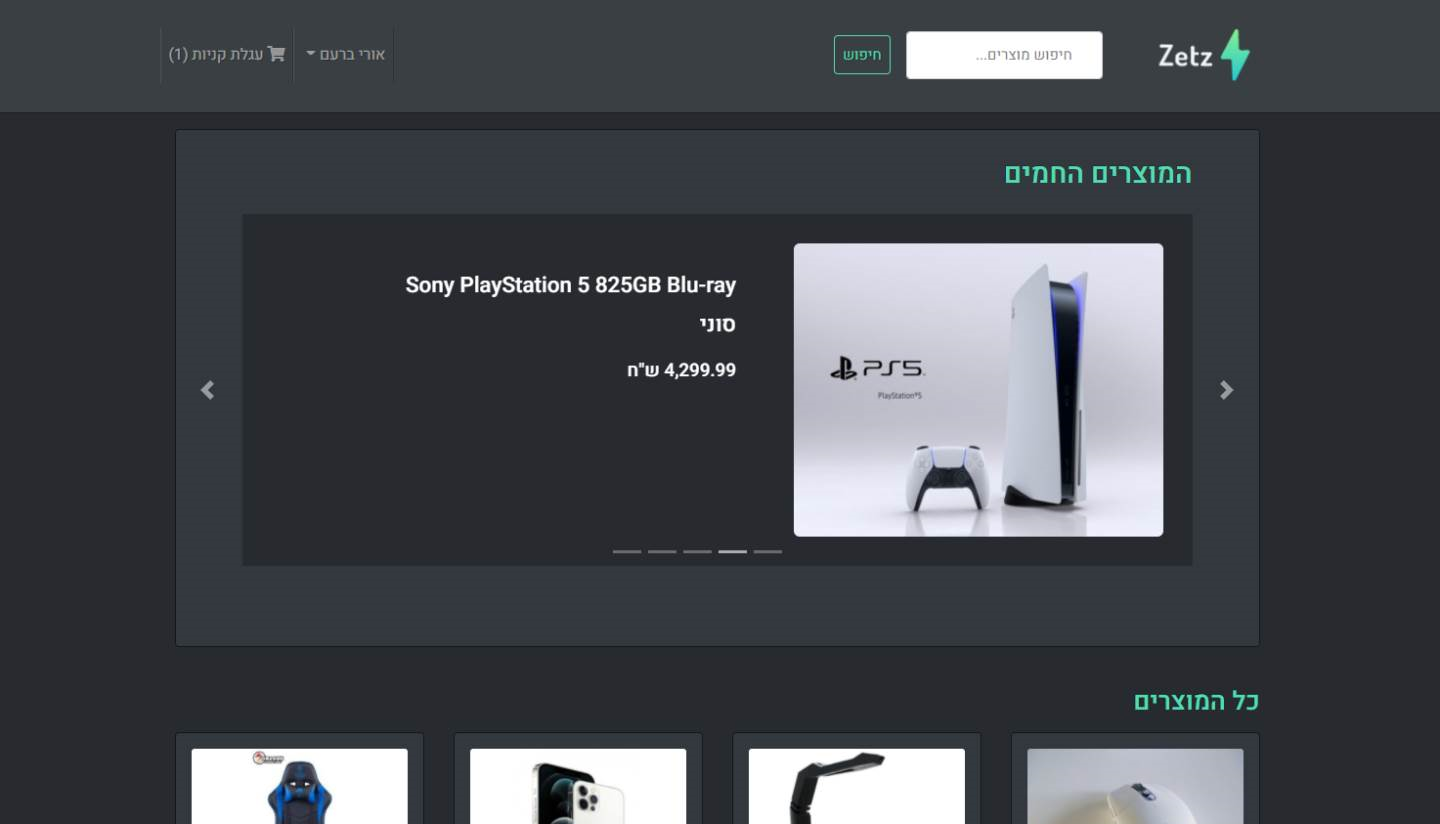 Zetz
חיפוש מוצרים...
חיפוש
אורי ברעם
עגלת קניות (1)
המוצרים החמים
Sony PlayStation 5 825GB Blu-ray
סוני
4,299.99 ש"ח
PS5
PlayStation®5
כל המוצרים